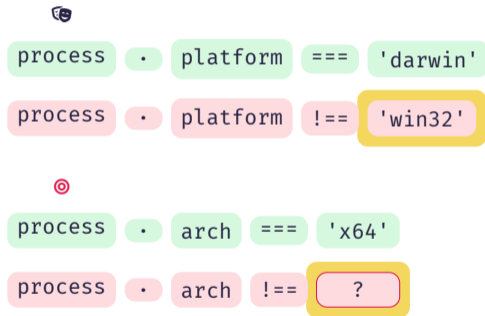 process . platform === 'darwin'
process . platform !== 'win32'
process . arch === 'x64'
process . arch !== ?